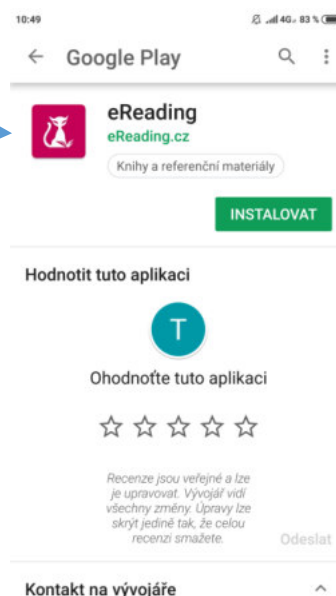 10:49
4G 83 %
Google Play
eReading
eReading.cz
Knihy a referenční materiály
INSTALOVAT
Hodnotit tuto aplikaci
T
Ohodnoťte tuto aplikaci
Recenze jsou veřejné a lze
je upravovat. Vývojář vidí
všechny změny. Úpravy lze
skrýt jedině tak, že celou
recenzi smažete.
Odeslat
Kontakt na vývojáře